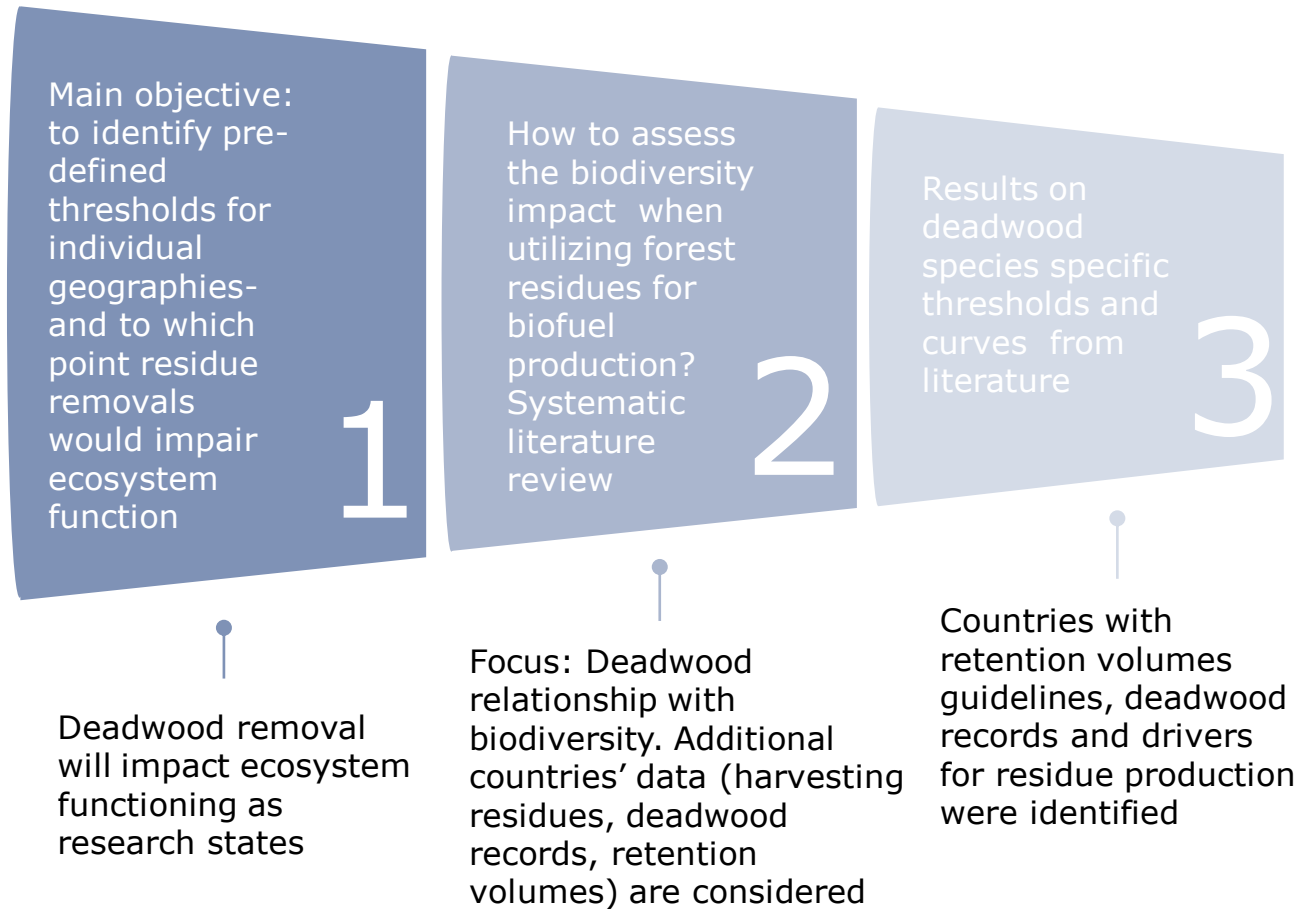 Main objective:
to identify pre-
defined
thresholds for
individual
geographies-
and to which
point residue
removals
would impair
ecosystem
function
1
Deadwood removal
will impact ecosystem
functioning as
research states
How to assess
the biodiversity
impact  when
utilizing forest
residues for
biofuel
production?
Systematic
literature
review
2
Focus: Deadwood
relationship with
biodiversity. Additional
countries’ data (harvesting
residues, deadwood
records, retention
volumes) are considered
Results on
deadwood
species specific
thresholds and
curves  from
literature
3
Countries with
retention volumes
guidelines, deadwood
records and drivers
for residue production
were identified